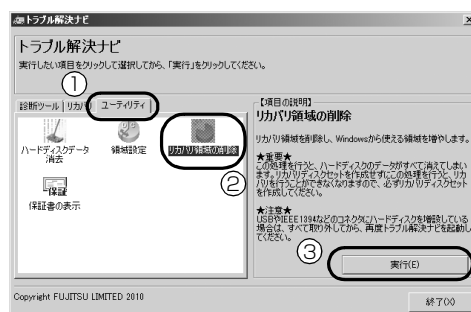 トラブル解決ナビ
トラブル解決ナビ
実行したい項目をクリックして選択してから、「実行」をクリックしてください。
①
診断ツール リカバリ ユーティリティ
ハードディスクデータ
消去
領域設定
リカバリ領域の削除
②
保証
保証書の表示
【項目の説明】
リカバリ領域の削除
リカバリ領域を削除し、Windowsから使える領域を増やします。
★重要★
この処理を行うと、ハードディスクのデータがすべて消えてしまい
ます。リカバリディスクセットを作成せずにこの処理を行うと、リカ
バリを行うことができなくなりますので、必ずリカバリディスクセット
を作成してください。
★注意★
USBやIEEE1394などのコネクタにハードディスクを増設している
場合は、すべて取り外してから、再度トラブル解決ナビを起動し
てください。
③
実行(E)
Copyright FUJITSU LIMITED 2010
終了(X)